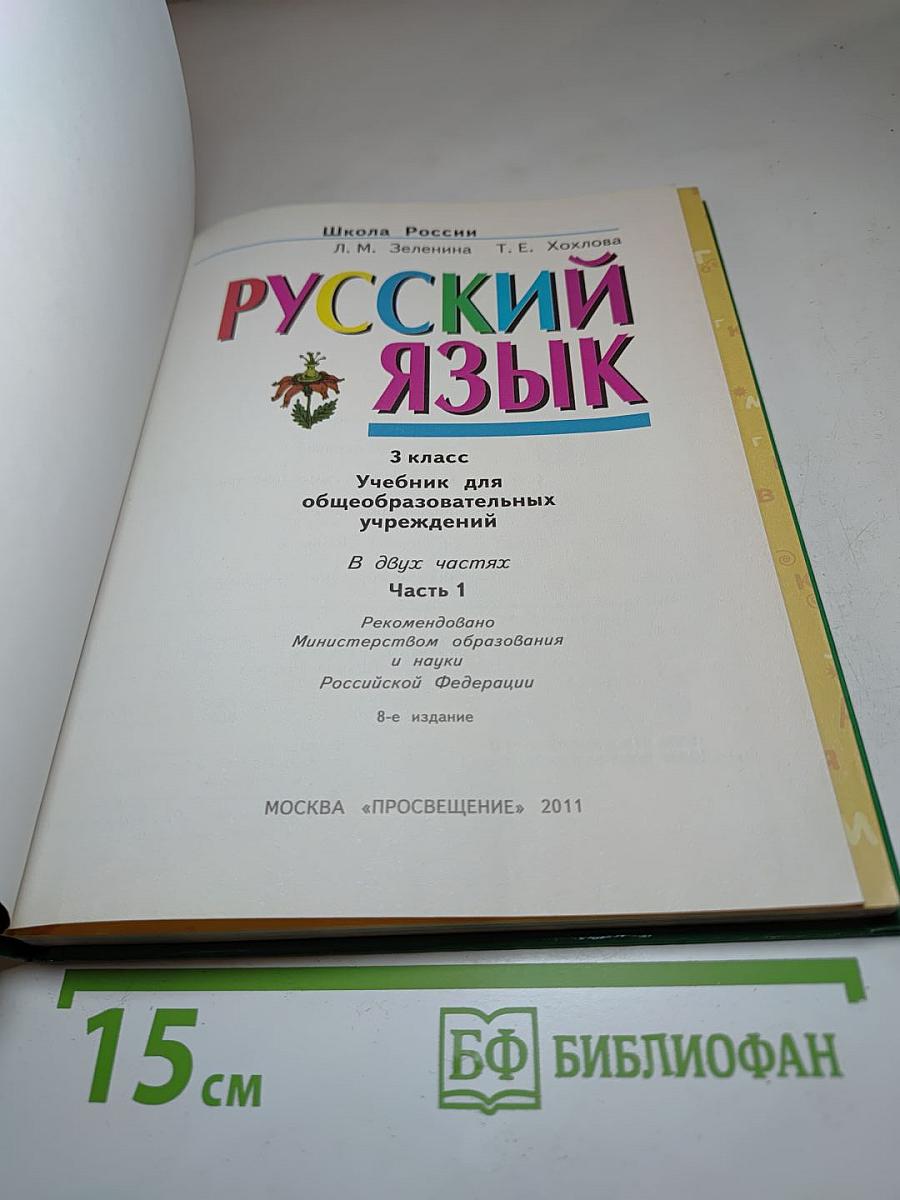 Школа России
Л. М. Зеленина Т. Е. Хохлова
РУССКИЙ
ЯЗЫК
3 класс
Учебник для
общеобразовательных
учреждений
В двух частях
Часть 1
Рекомендовано
Министерством образования
и науки
Российской Федерации
8-е издание
МОСКВА «ПРОСВЕЩЕНИЕ» 2011
15 см
БФ БИБЛИОФАН